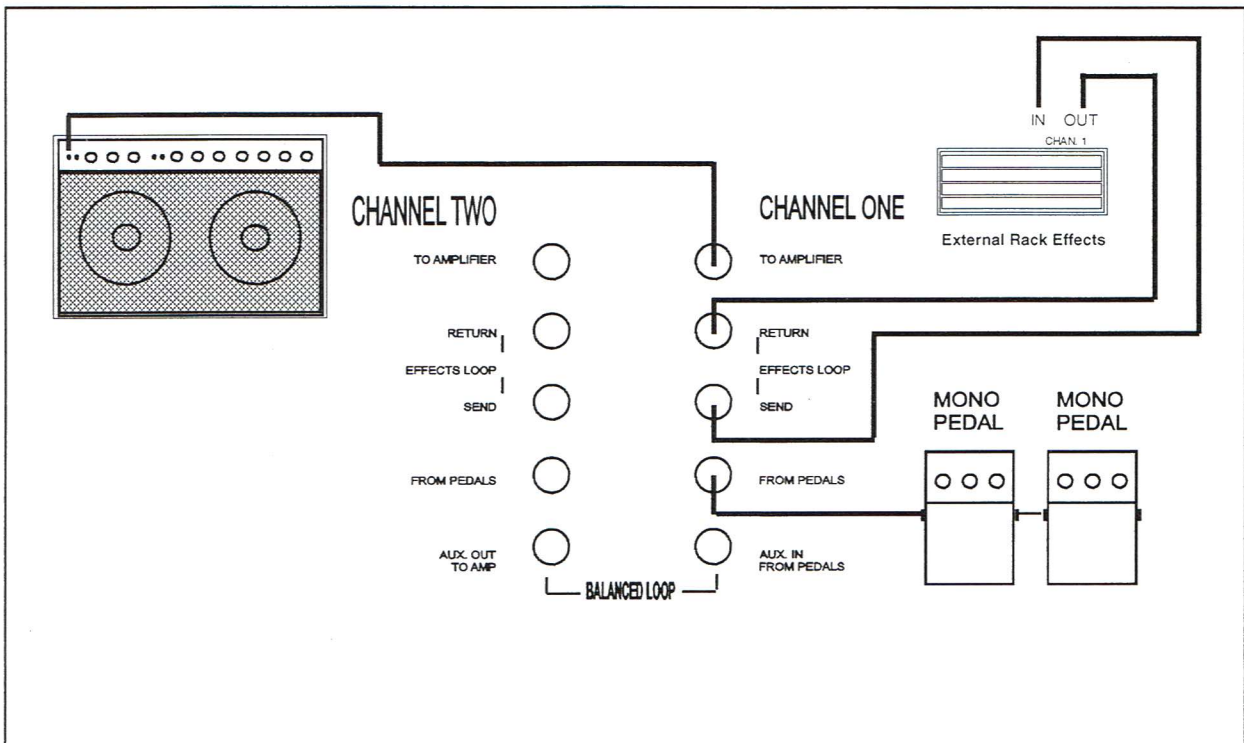 IN OUT
CHAN. 1
External Rack Effects
CHANNEL TWO
CHANNEL ONE
TO AMPLIFIER
TO AMPLIFIER
RETURN
RETURN
EFFECTS LOOP
EFFECTS LOOP
SEND
SEND
MONO
PEDAL
MONO
PEDAL
FROM PEDALS
FROM PEDALS
AUX. OUT
TO AMP
AUX. IN
FROM PEDALS
BALANCED LOOP